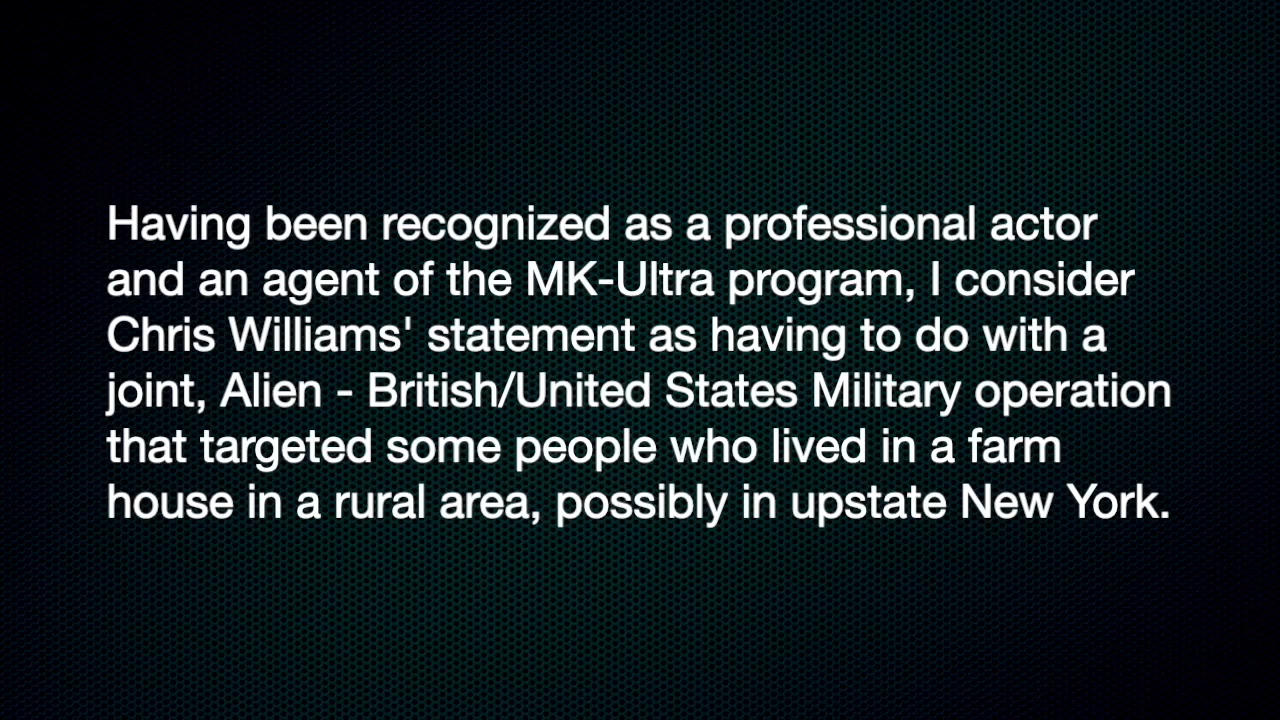 Having been recognized as a professional actor
and an agent of the MK-Ultra program, I consider
Chris Williams' statement as having to do with a
joint, Alien - British/United States Military operation
that targeted some people who lived in a farm
house in a rural area, possibly in upstate New York.